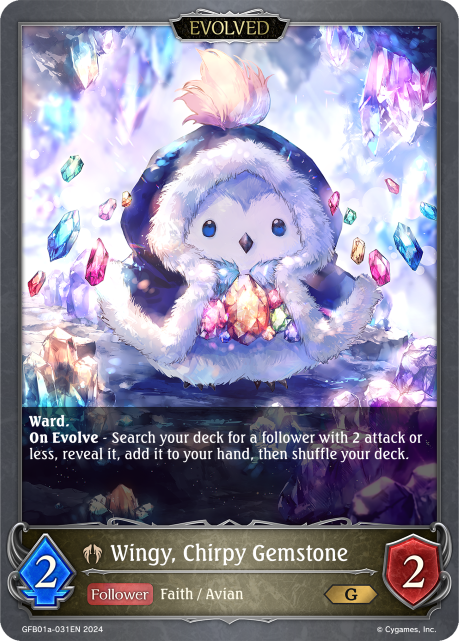 EVOLVED
Ward.
On Evolve - Search your deck for a follower with 2 attack or
less, reveal it, add it to your hand, then shuffle your deck.
Wingy, Chirpy Gemstone
2
Follower Faith / Avian
G
2
GFB01a-031EN 2024
© Cygames, Inc.